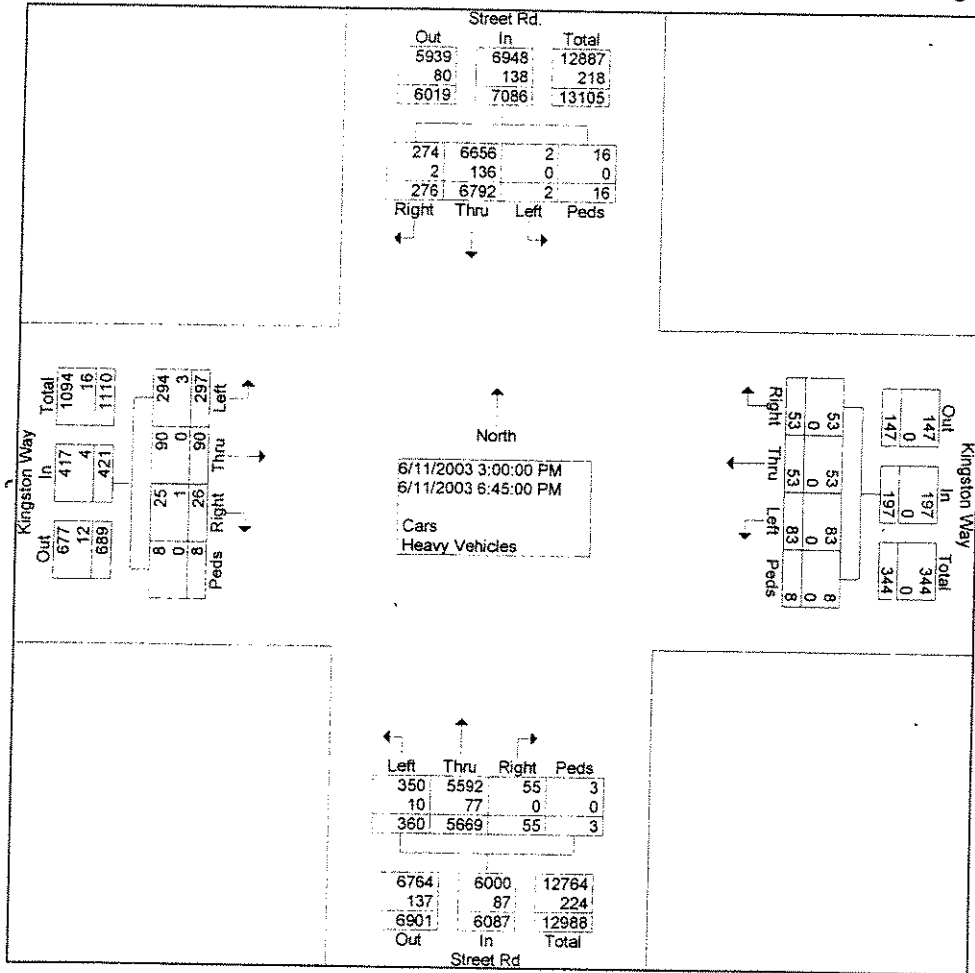 Street Rd.
Out In Total
5939 6948 12887
80 138 218
6019 7086 13105
274 6656 2 16
2 136 0 0
276 6792 2 16
Right Thru Left Peds
Kingston Way
Total In Out
1094 417 677
16 4 12
1110 421 689
Left Thru Right Peds
294 90 25 8
3 0 1 0
297 90 26 8
North
6/11/2003 3:00:00 PM
6/11/2003 6:45:00 PM
Cars
Heavy Vehicles
Right Thru Left Peds
53 53 83 8
0 0 0 0
53 53 83 8
Out In Total
147 197 344
0 0 0
147 197 344
Kingston Way
Left Thru Right Peds
350 5592 55 3
10 77 0 0
360 5669 55 3
6764 6000 12764
137 87 224
6901 6087 12988
Out In Total
Street Rd